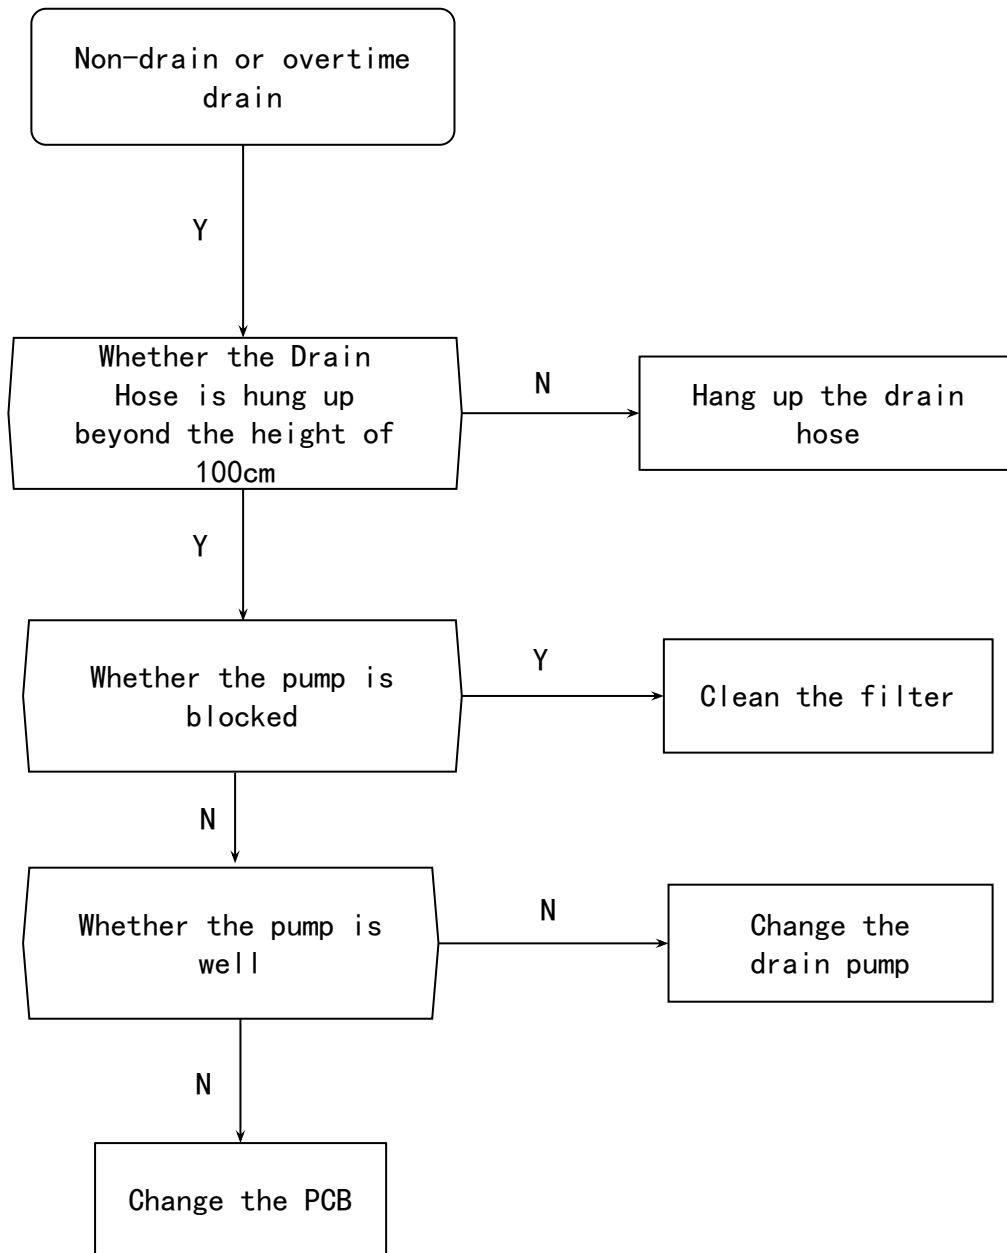 Non-drain or overtime
drain
Y
Whether the Drain
Hose is hung up
beyond the height of
100cm
N
Hang up the drain
hose
Y
Whether the pump is
blocked
Y
Clean the filter
N
Whether the pump is
well
N
Change the
drain pump
N
Change the PCB